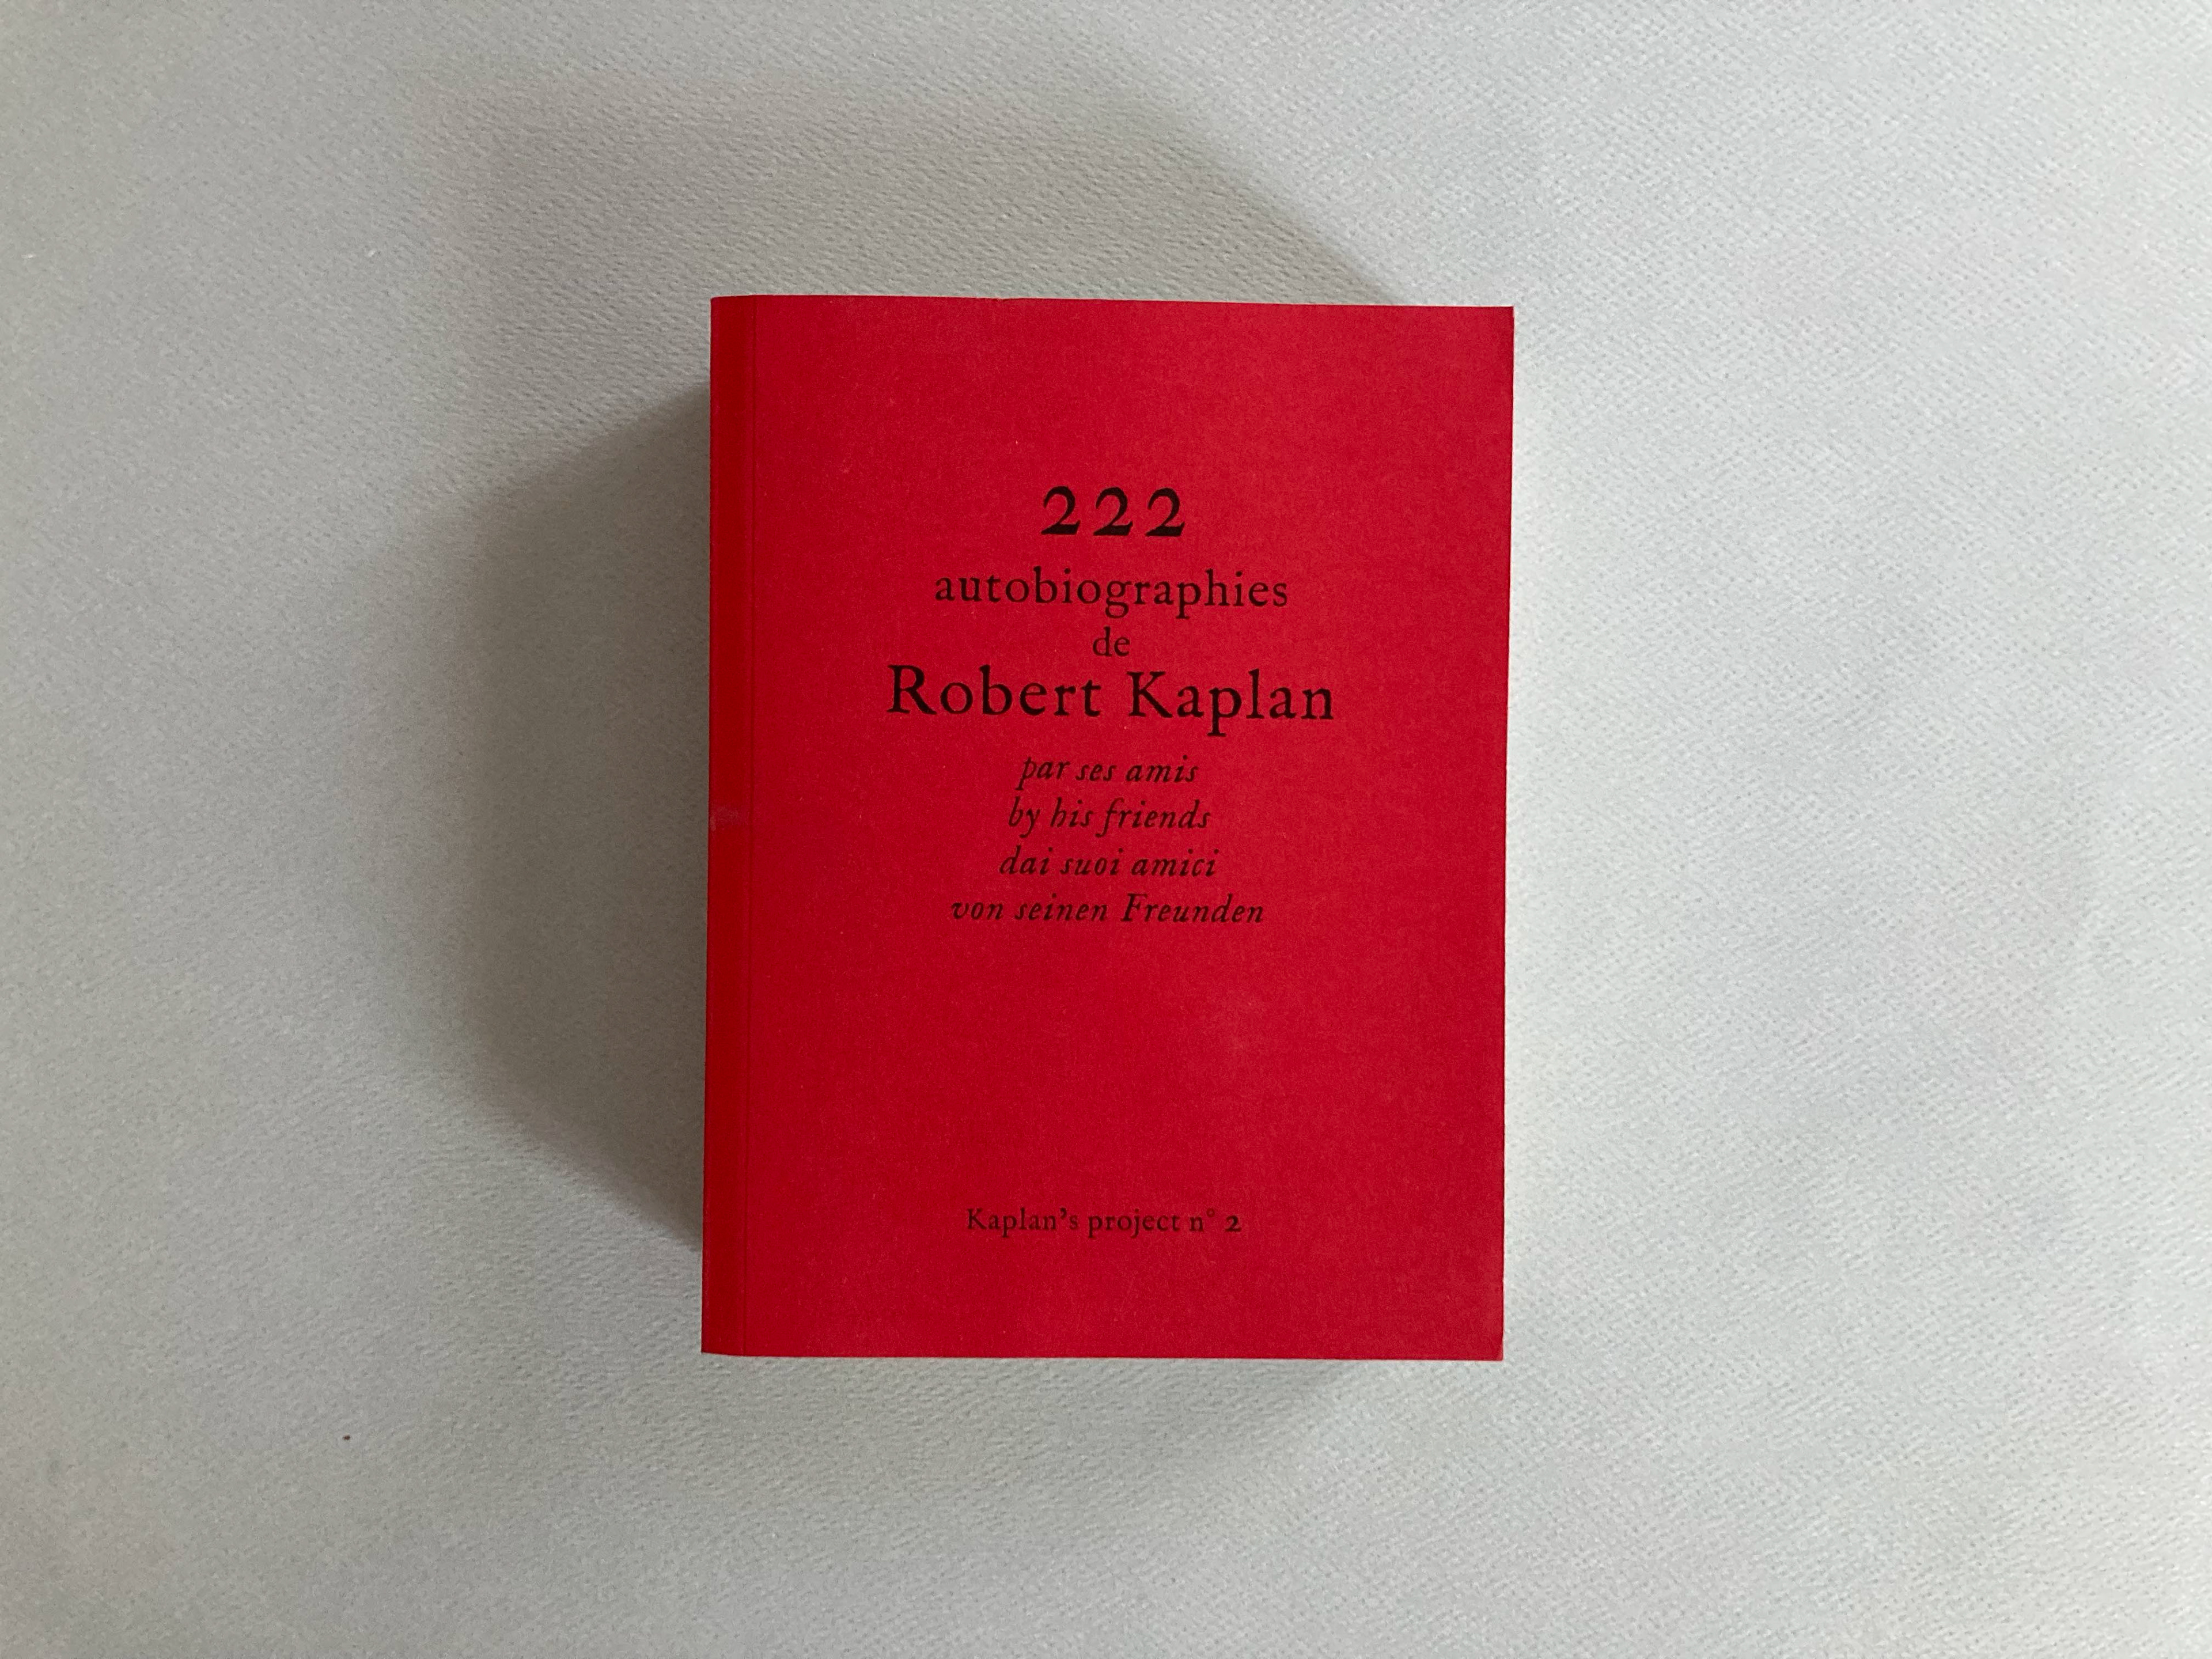 222
autobiographies
de
Robert Kaplan
par ses amis
by his friends
dai suoi amici
von seinen Freunden
Kaplan's project n° 2